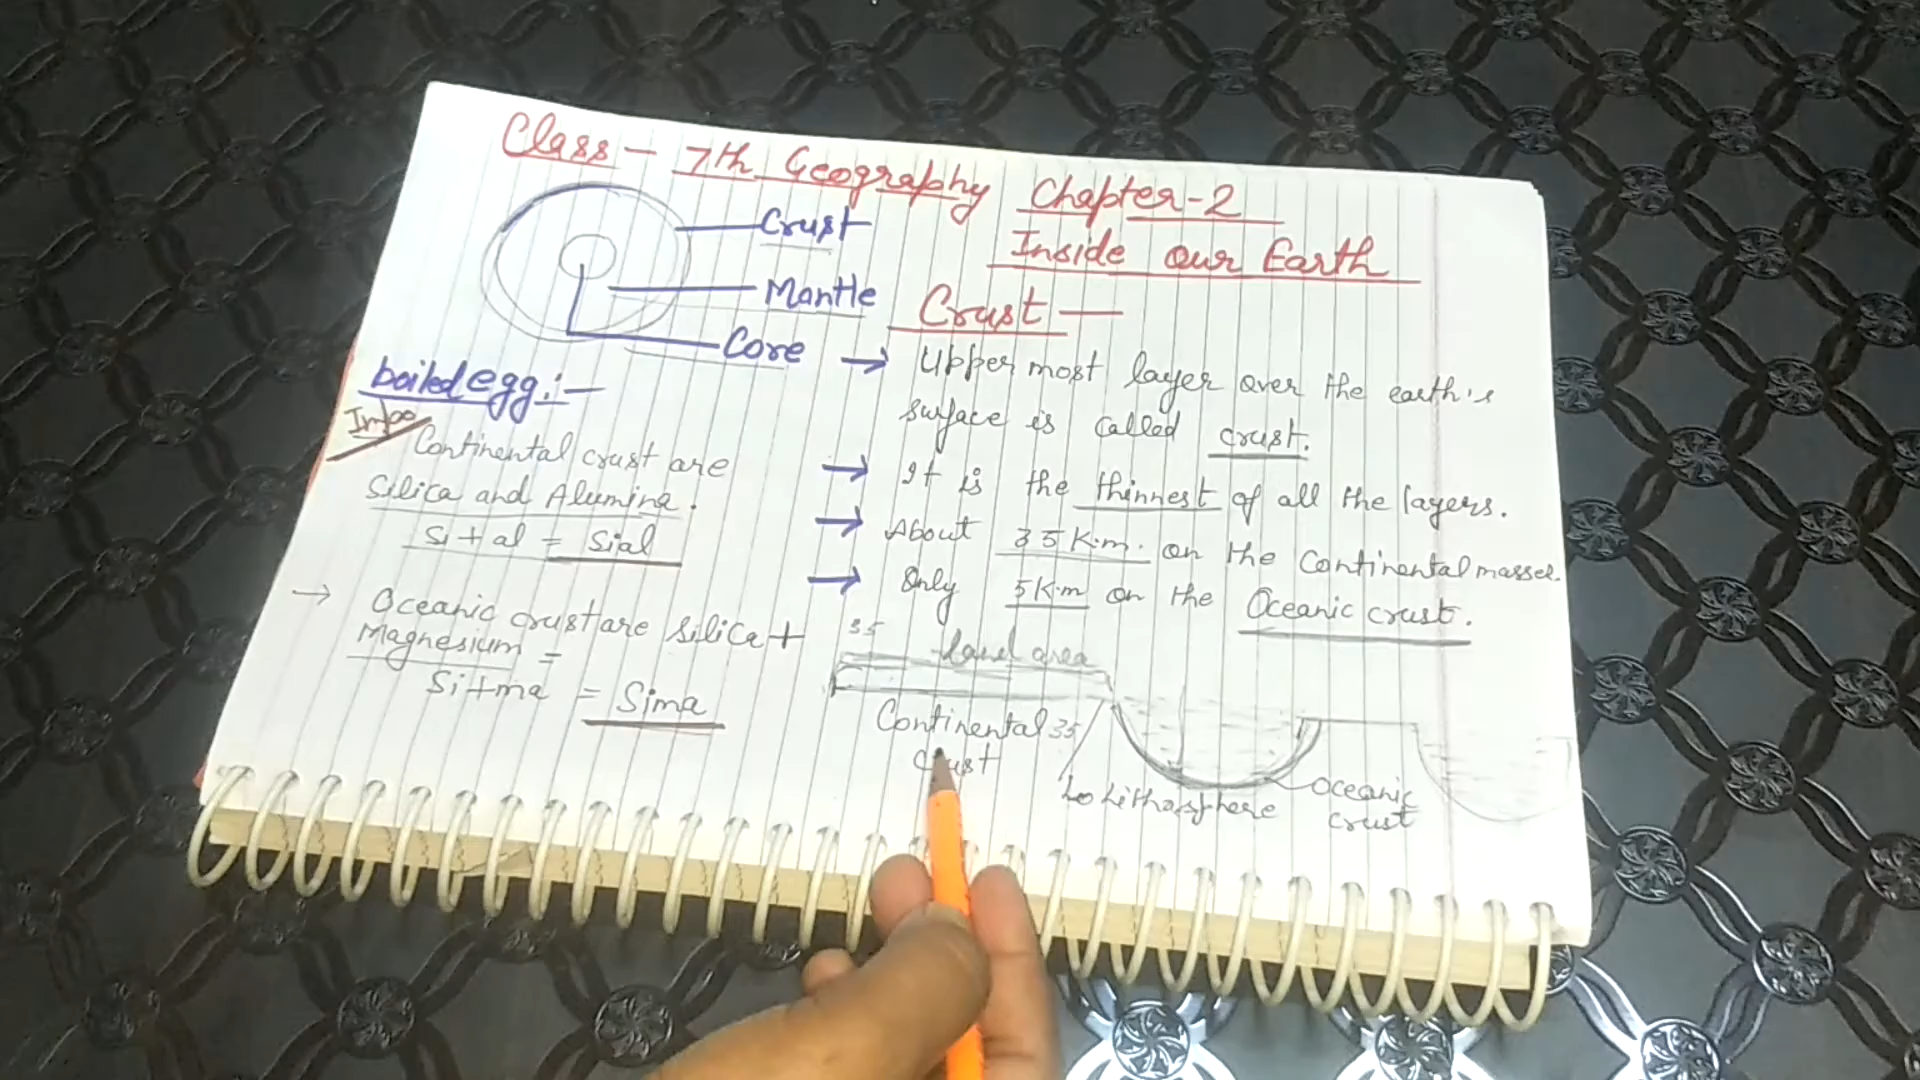 Class - 7th Geography Chapter-2
Inside Our Earth
Crust
Mantle
Core
boiled egg :-
Impo
Continental crust are
Silica and Alumina.
Si + al = Sial
→ Oceanic crust are silica +
Magnesium =
Si + ma = Sima
Crust —
→ Upper most layer over the earth's
surface is called crust.
→ It is the thinnest of all the layers.
→ About 35 K.m. on the Continental masses.
→ Only 5 K.m on the Oceanic crust.
35
Land area
Continental 35
crust
Lithosphere
Oceanic
crust